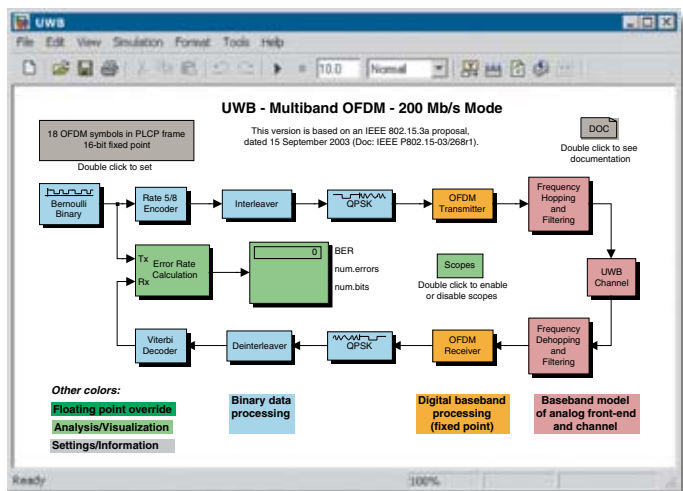 UWB
File Edit View Simulation Format Tools Help
10.0 Normal
UWB - Multiband OFDM - 200 Mb/s Mode
18 OFDM symbols in PLCP frame
16-bit fixed point
Double click to set
This version is based on an IEEE 802.15.3a proposal,
dated 15 September 2003 (Doc: IEEE P802.15-03/268r1).
DOC
Double click to see
documentation
Bernoulli
Binary
Rate 5/8
Encoder
Interleaver
QPSK
OFDM
Transmitter
Frequency
Hopping
and
Filtering
Tx
Rx
Error Rate
Calculation
0
BER
num.errors
num.bits
Scopes
Double click to enable
or disable scopes
UWB
Channel
Viterbi
Decoder
Deinterleaver
QPSK
OFDM
Receiver
Frequency
Dehopping
and
Filtering
Other colors:
Floating point override
Analysis/Visualization
Settings/Information
Binary data
processing
Digital baseband
processing
(fixed point)
Baseband model
of analog front-end
and channel
Ready 100%